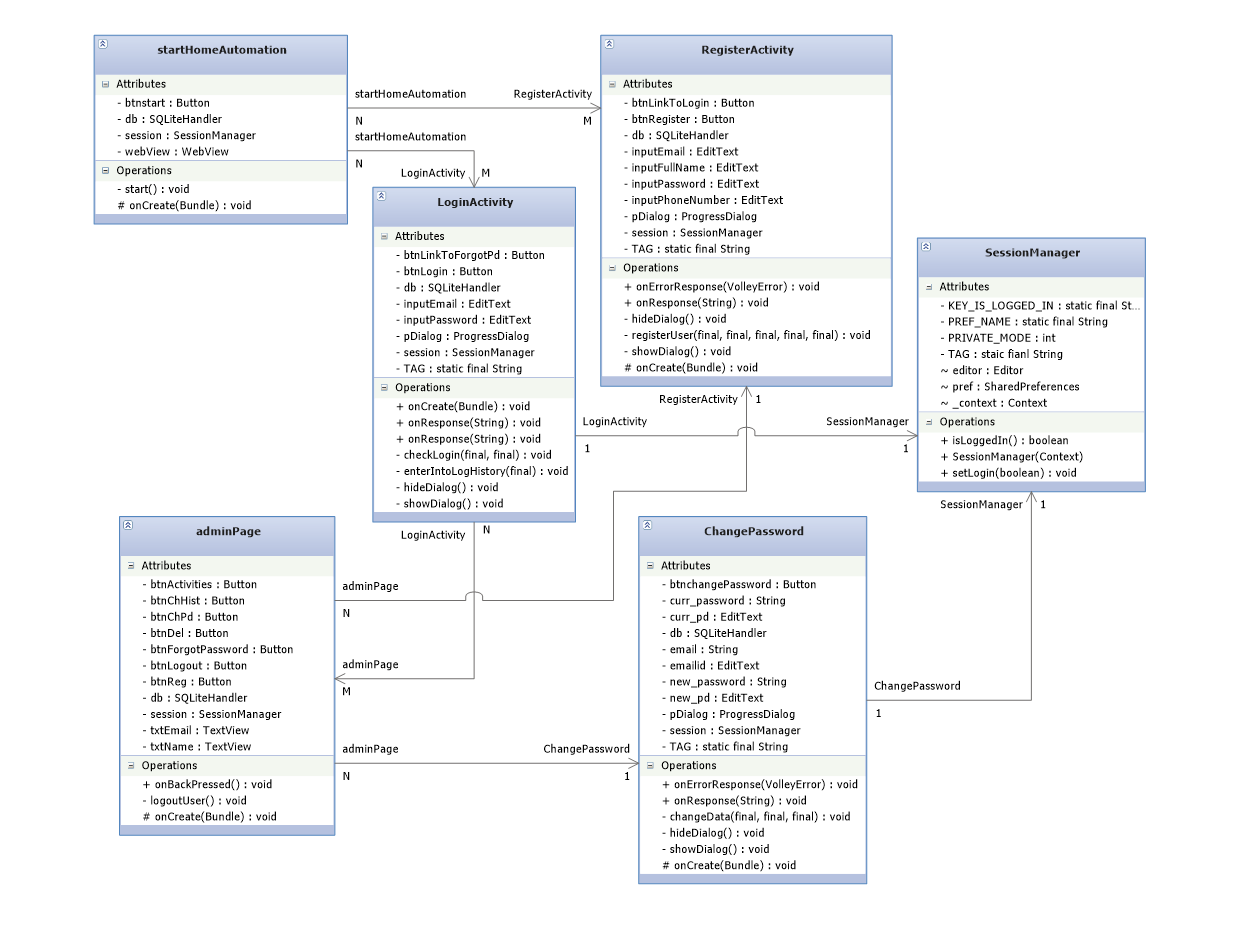 startHomeAutomation
Attributes
- btnstart : Button
- db : SQLiteHandler
- session : SessionManager
- webView : WebView
Operations
- start() : void
# onCreate(Bundle) : void
startHomeAutomation
RegisterActivity
N
M
startHomeAutomation
N
LoginActivity
M
RegisterActivity
Attributes
- btnLinkToLogin : Button
- btnRegister : Button
- db : SQLiteHandler
- inputEmail : EditText
- inputFullName : EditText
- inputPassword : EditText
- inputPhoneNumber : EditText
- pDialog : ProgressDialog
- session : SessionManager
- TAG : static final String
Operations
+ onErrorResponse(VolleyError) : void
+ onResponse(String) : void
- hideDialog() : void
- registerUser(final, final, final, final, final) : void
- showDialog() : void
# onCreate(Bundle) : void
LoginActivity
Attributes
- btnLinkToForgotPd : Button
- btnLogin : Button
- db : SQLiteHandler
- inputEmail : EditText
- inputPassword : EditText
- pDialog : ProgressDialog
- session : SessionManager
- TAG : static final String
Operations
+ onCreate(Bundle) : void
+ onResponse(String) : void
+ onResponse(String) : void
- checkLogin(final, final) : void
- enterIntoLogHistory(final) : void
- hideDialog() : void
- showDialog() : void
SessionManager
Attributes
- KEY_IS_LOGGED_IN : static final St...
- PREF_NAME : static final String
- PRIVATE_MODE : int
- TAG : staic fianl String
~ editor : Editor
~ pref : SharedPreferences
~ _context : Context
Operations
+ isLoggedIn() : boolean
+ SessionManager(Context)
+ setLogin(boolean) : void
RegisterActivity
1
LoginActivity
SessionManager
1
1
SessionManager
1
LoginActivity
N
adminPage
Attributes
- btnActivities : Button
- btnChHist : Button
- btnChPd : Button
- btnDel : Button
- btnForgotPassword : Button
- btnLogout : Button
- btnReg : Button
- db : SQLiteHandler
- session : SessionManager
- txtEmail : TextView
- txtName : TextView
Operations
+ onBackPressed() : void
- logoutUser() : void
# onCreate(Bundle) : void
adminPage
N
adminPage
M
adminPage
ChangePassword
N
1
ChangePassword
Attributes
- btnchangePassword : Button
- curr_password : String
- curr_pd : EditText
- db : SQLiteHandler
- email : String
- emailid : EditText
- new_password : String
- new_pd : EditText
- pDialog : ProgressDialog
- session : SessionManager
- TAG : static final String
Operations
+ onErrorResponse(VolleyError) : void
+ onResponse(String) : void
- changeData(final, final, final) : void
- hideDialog() : void
- showDialog() : void
# onCreate(Bundle) : void
ChangePassword
1